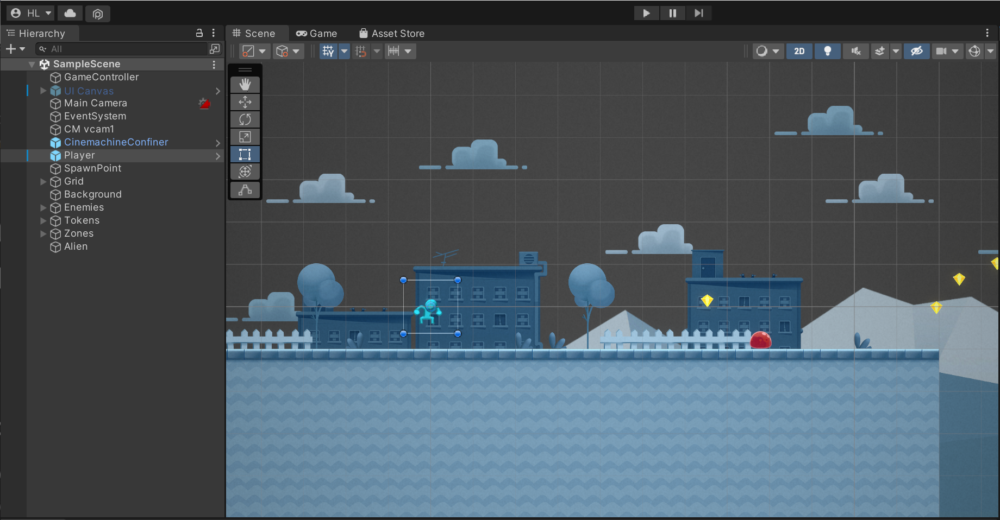 HL
Hierarchy
Scene
Game
Asset Store
All
2D
SampleScene
GameController
UI Canvas
Main Camera
EventSystem
CM vcam1
CinemachineConfiner
Player
SpawnPoint
Grid
Background
Enemies
Tokens
Zones
Alien